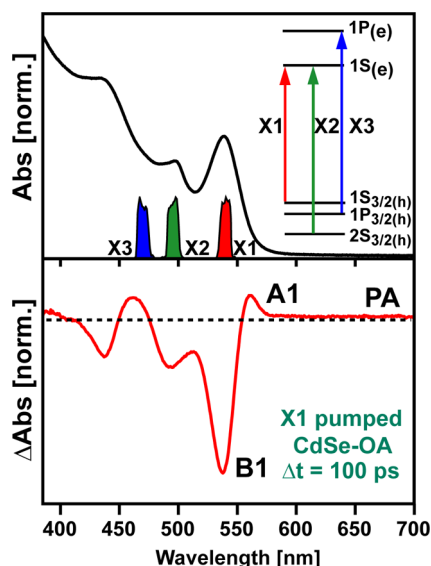 Abs [norm.]
1P(e)
1S(e)
X1
X2
X3
1S3/2(h)
1P3/2(h)
2S3/2(h)
X3
X2
X1
ΔAbs [norm.]
A1
PA
B1
X1 pumped
CdSe-OA
Δt = 100 ps
400 450 500 550 600 650 700
Wavelength [nm]